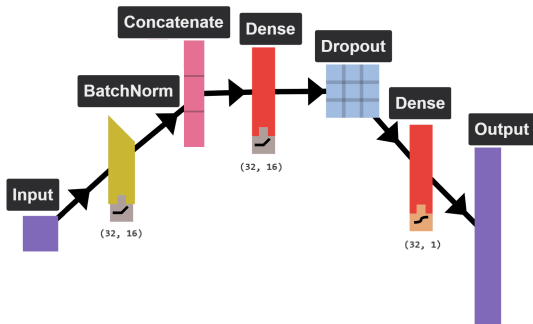 Input
BatchNorm
(32, 16)
Concatenate
Dense
(32, 16)
Dropout
Dense
(32, 1)
Output